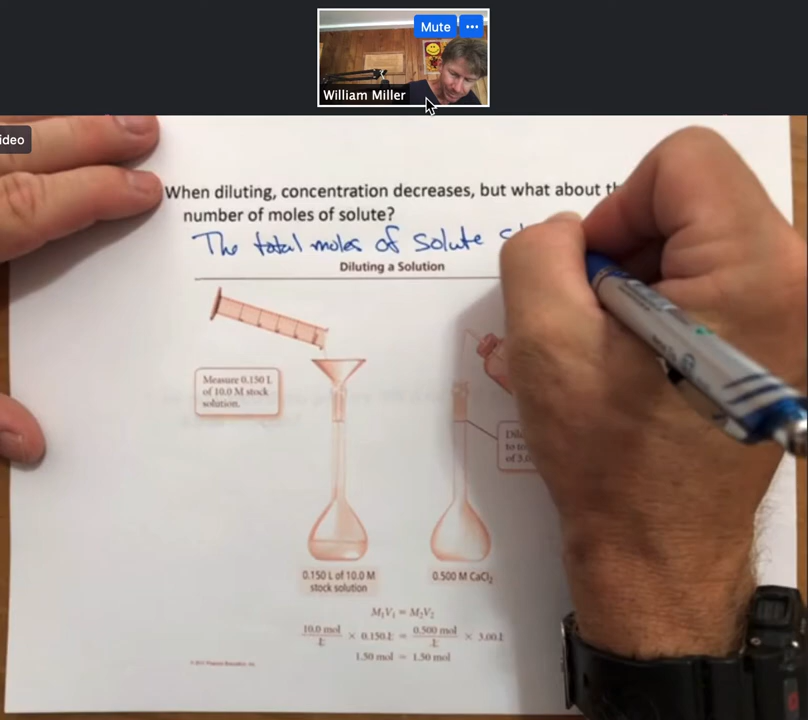 Mute
William Miller
ideo
When diluting, concentration decreases, but what about
number of moles of solute?
The total moles of solute
Diluting a Solution
Measure 0.150 L
of 10.0 M stock
solution.
0.150 L of 10.0 M
stock solution
0.500 M CaCl₂
M₁V₁ = M₂V₂
10.0 mol / L × 0.150 L = 0.500 mol / L × 3.00 L
1.50 mol = 1.50 mol